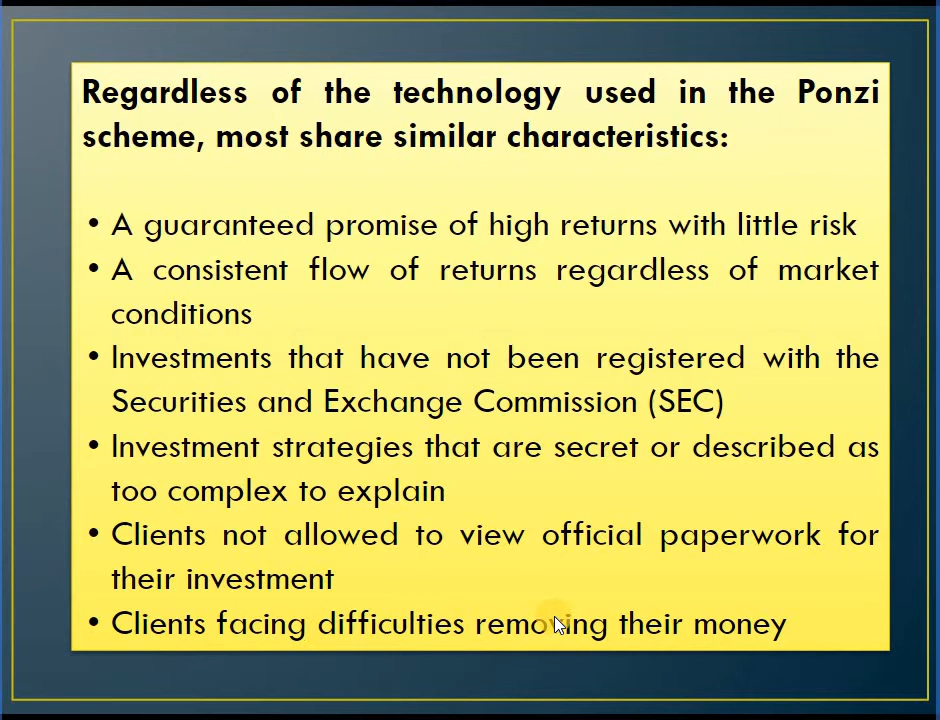 Regardless of the technology used in the Ponzi
scheme, most share similar characteristics:
• A guaranteed promise of high returns with little risk
• A consistent flow of returns regardless of market
conditions
• Investments that have not been registered with the
Securities and Exchange Commission (SEC)
• Investment strategies that are secret or described as
too complex to explain
• Clients not allowed to view official paperwork for
their investment
• Clients facing difficulties removing their money